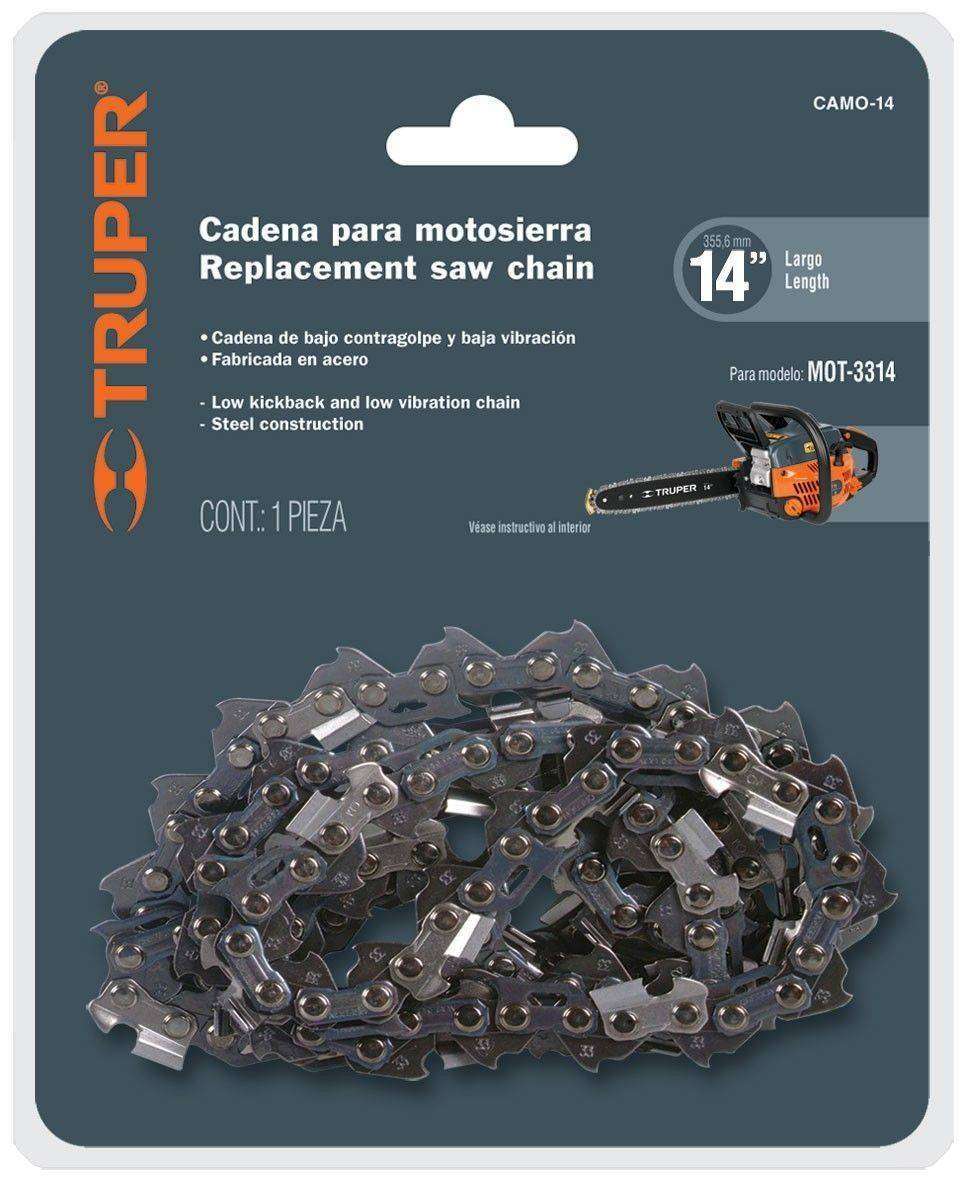 CAMO-14
TRUPER®
Cadena para motosierra
Replacement saw chain
• Cadena de bajo contragolpe y baja vibración
• Fabricada en acero
- Low kickback and low vibration chain
- Steel construction
CONT.: 1 PIEZA
355,6 mm
14”
Largo
Length
Para modelo: MOT-3314
TRUPER 14"
Véase instructivo al interior